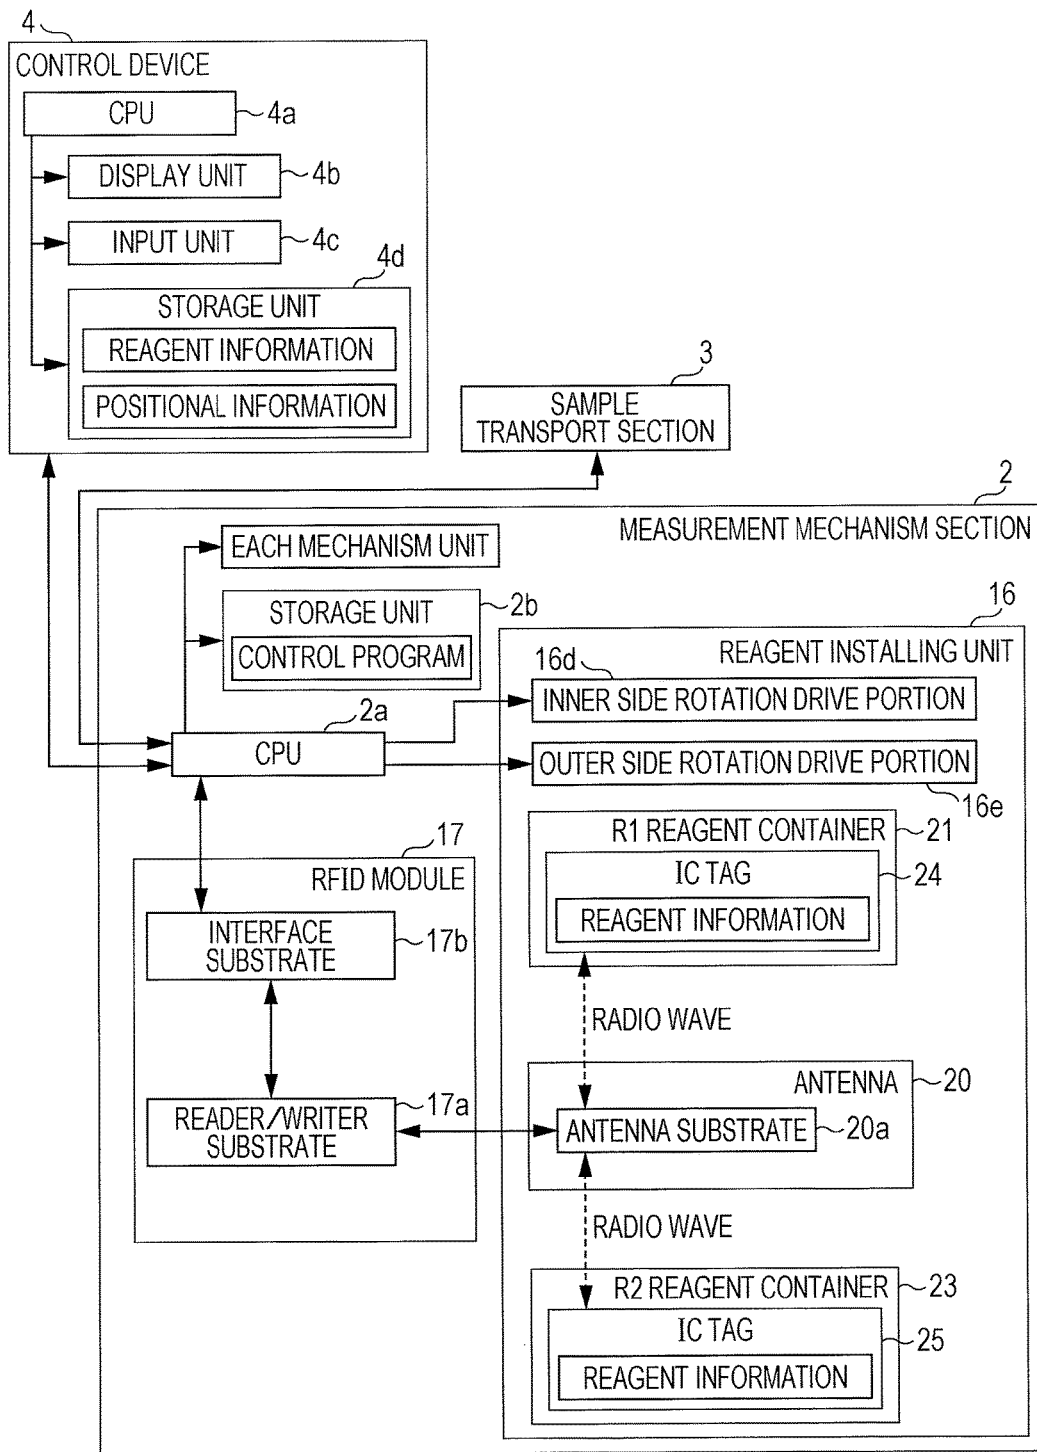 4
CONTROL DEVICE
CPU
4a
DISPLAY UNIT
4b
INPUT UNIT
4c
4d
STORAGE UNIT
REAGENT INFORMATION
POSITIONAL INFORMATION
3
SAMPLE
TRANSPORT SECTION
2
MEASUREMENT MECHANISM SECTION
EACH MECHANISM UNIT
STORAGE UNIT
2b
CONTROL PROGRAM
2a
CPU
16
REAGENT INSTALLING UNIT
16d
INNER SIDE ROTATION DRIVE PORTION
OUTER SIDE ROTATION DRIVE PORTION
16e
17
RFID MODULE
INTERFACE
SUBSTRATE
17b
READER/WRITER
SUBSTRATE
17a
R1 REAGENT CONTAINER
21
IC TAG
24
REAGENT INFORMATION
RADIO WAVE
ANTENNA
20
ANTENNA SUBSTRATE
20a
RADIO WAVE
R2 REAGENT CONTAINER
23
IC TAG
25
REAGENT INFORMATION